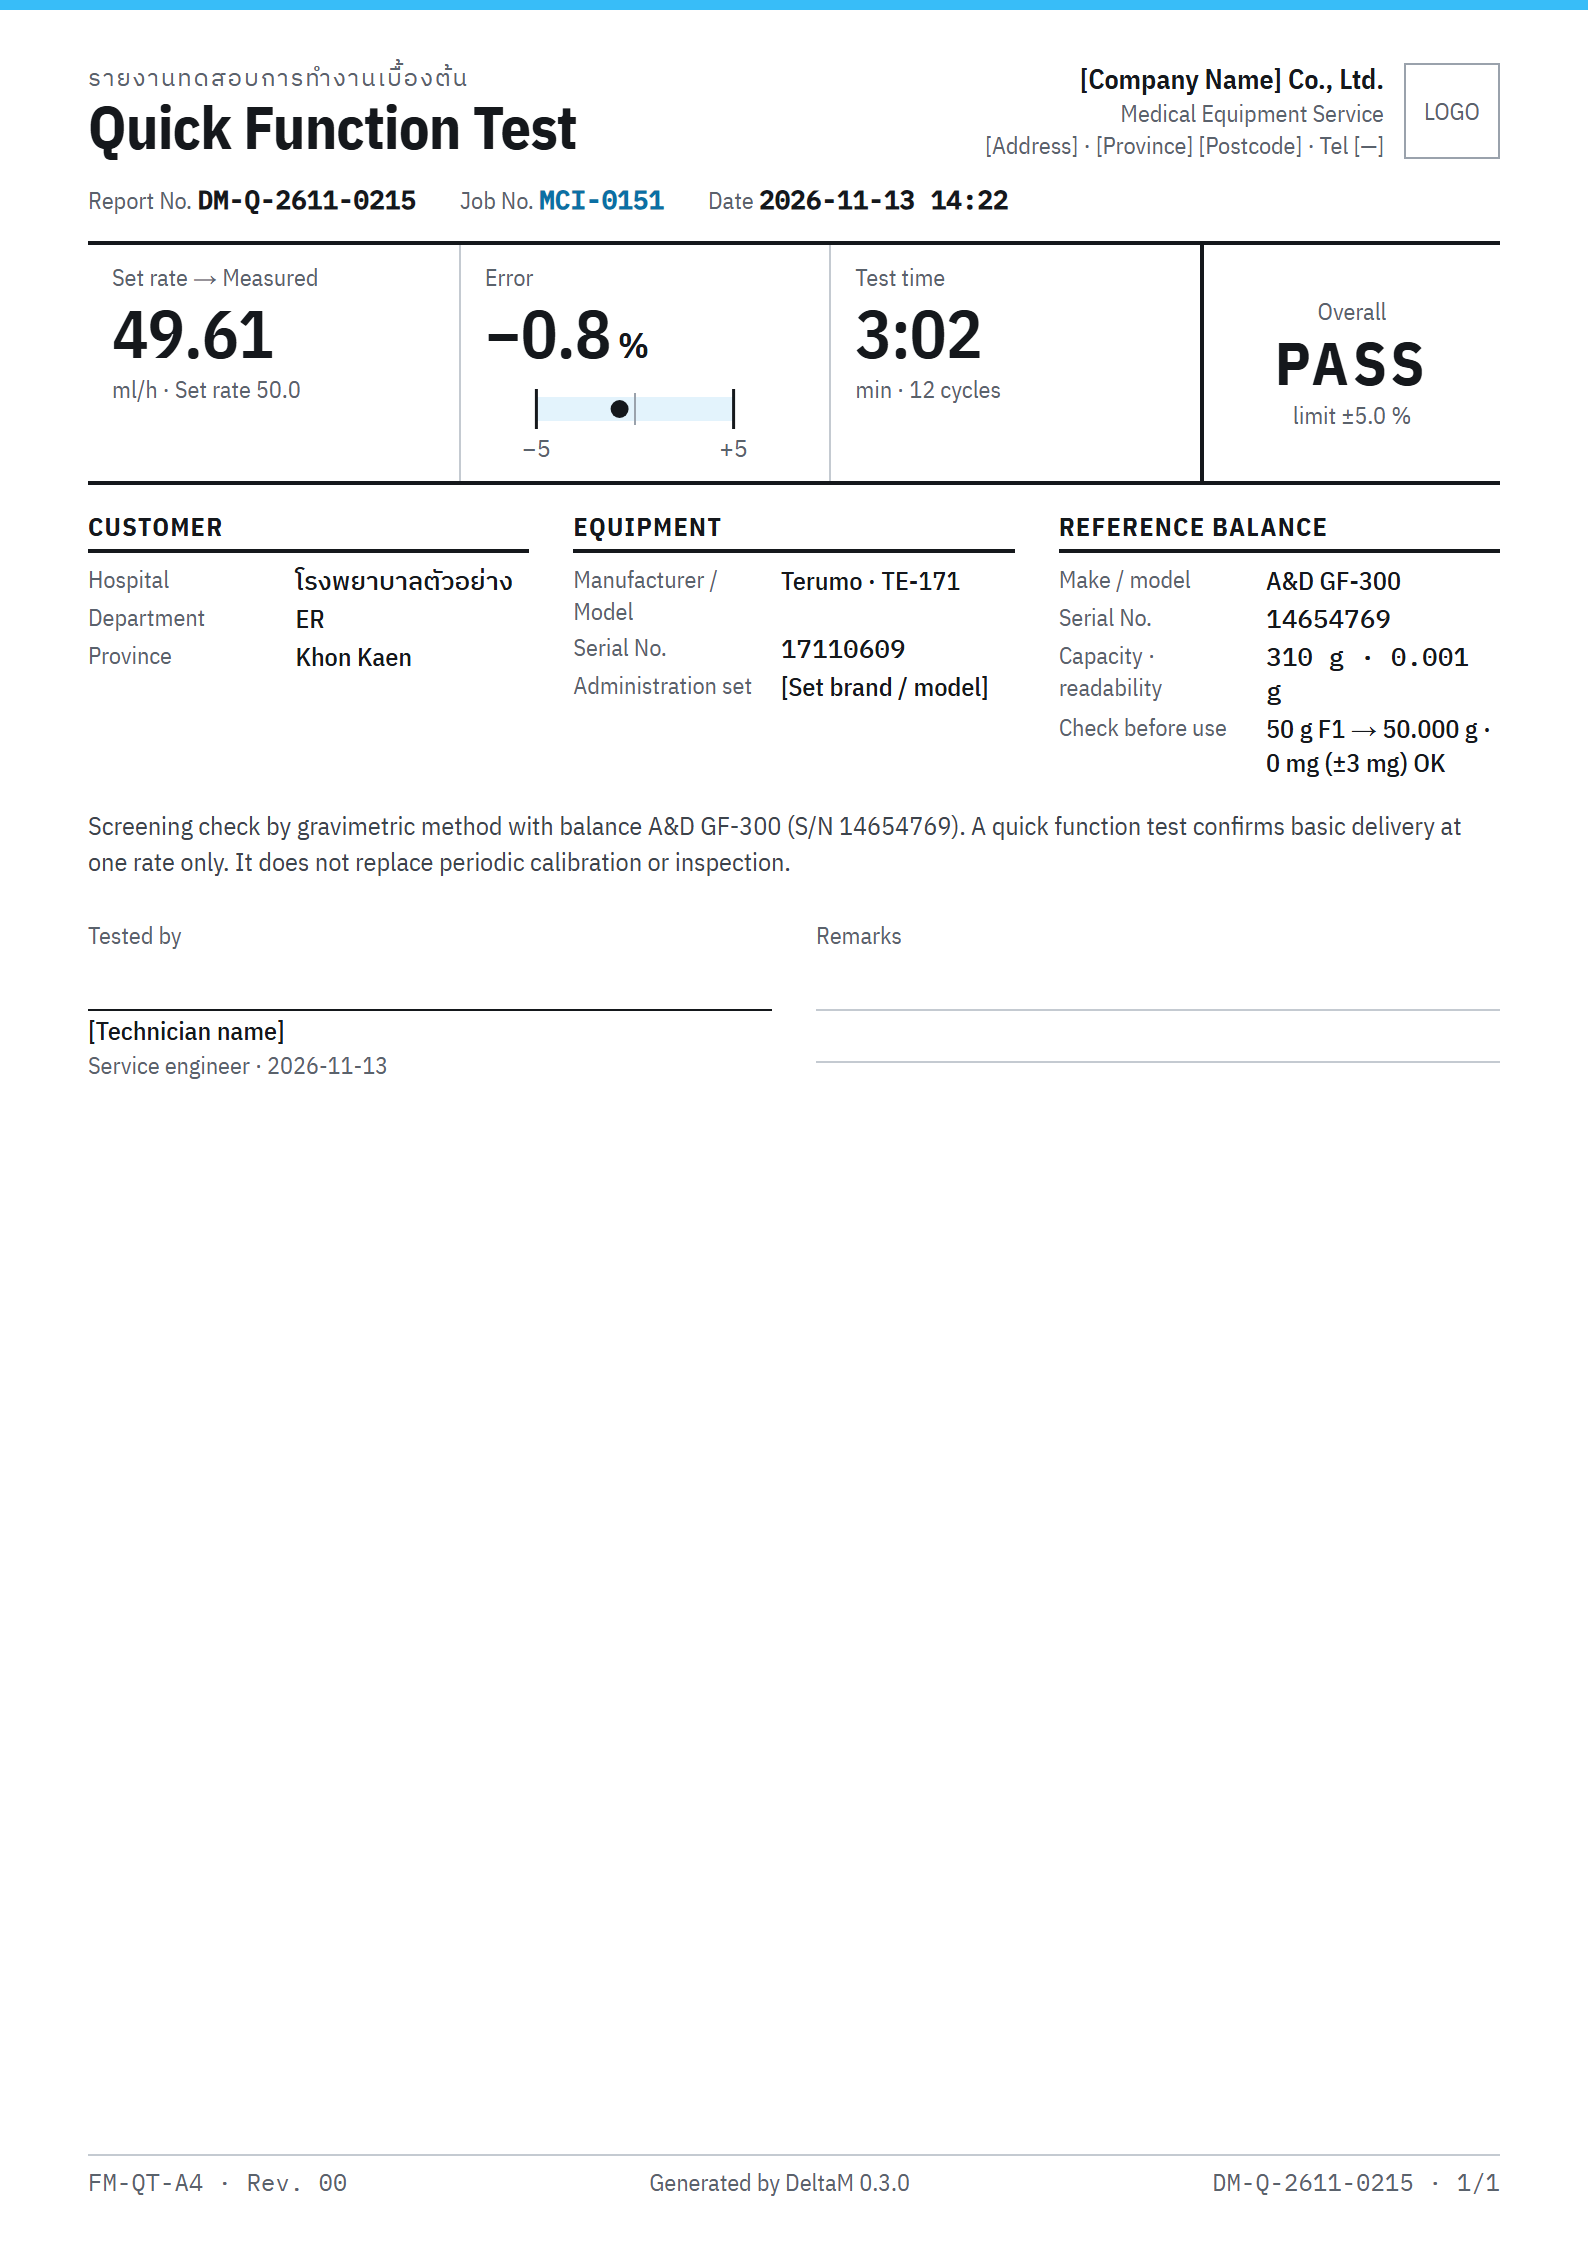 รายงานทดสอบการทำงานเบื้องต้น
Quick Function Test
[Company Name] Co., Ltd.
Medical Equipment Service
[Address] · [Province] [Postcode] · Tel [—]
LOGO
Report No. DM-Q-2611-0215 Job No. MCI-0151 Date 2026-11-13 14:22
Set rate → Measured
49.61
ml/h · Set rate 50.0
Error
−0.8 %
−5 +5
Test time
3:02
min · 12 cycles
Overall
PASS
limit ±5.0 %
CUSTOMER
Hospital โรงพยาบาลตัวอย่าง
Department ER
Province Khon Kaen
EQUIPMENT
Manufacturer / Terumo · TE-171
Model
Serial No. 17110609
Administration set [Set brand / model]
REFERENCE BALANCE
Make / model A&D GF-300
Serial No. 14654769
Capacity · 310 g · 0.001
readability g
Check before use 50 g F1 → 50.000 g ·
0 mg (±3 mg) OK
Screening check by gravimetric method with balance A&D GF-300 (S/N 14654769). A quick function test confirms basic delivery at
one rate only. It does not replace periodic calibration or inspection.
Tested by
[Technician name]
Service engineer · 2026-11-13
Remarks
FM-QT-A4 · Rev. 00 Generated by DeltaM 0.3.0 DM-Q-2611-0215 · 1/1